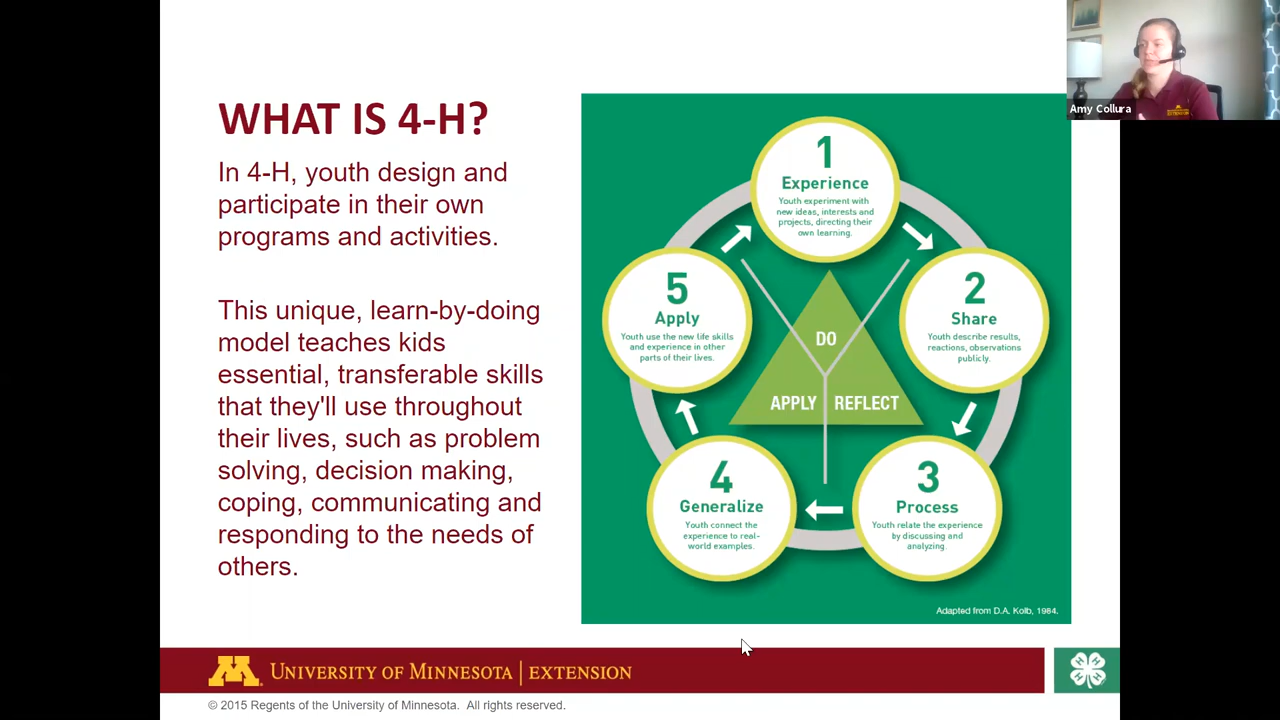 WHAT IS 4-H?
In 4-H, youth design and
participate in their own
programs and activities.
This unique, learn-by-doing
model teaches kids
essential, transferable skills
that they'll use throughout
their lives, such as problem
solving, decision making,
coping, communicating and
responding to the needs of
others.
1
Experience
Youth experiment with
new ideas, interests and
projects, directing their
own learning.
2
Share
Youth describe results,
reactions, observations
publicly.
3
Process
Youth relate the experience
by discussing and
analyzing.
4
Generalize
Youth connect the
experience to real-
world examples.
5
Apply
Youth use the new life skills
and experience in other
parts of their lives.
DO
REFLECT
APPLY
Adapted from D.A. Kolb, 1984.
Amy Collura
EXTENSION
M
UNIVERSITY OF MINNESOTA | EXTENSION
H H H H
© 2015 Regents of the University of Minnesota. All rights reserved.